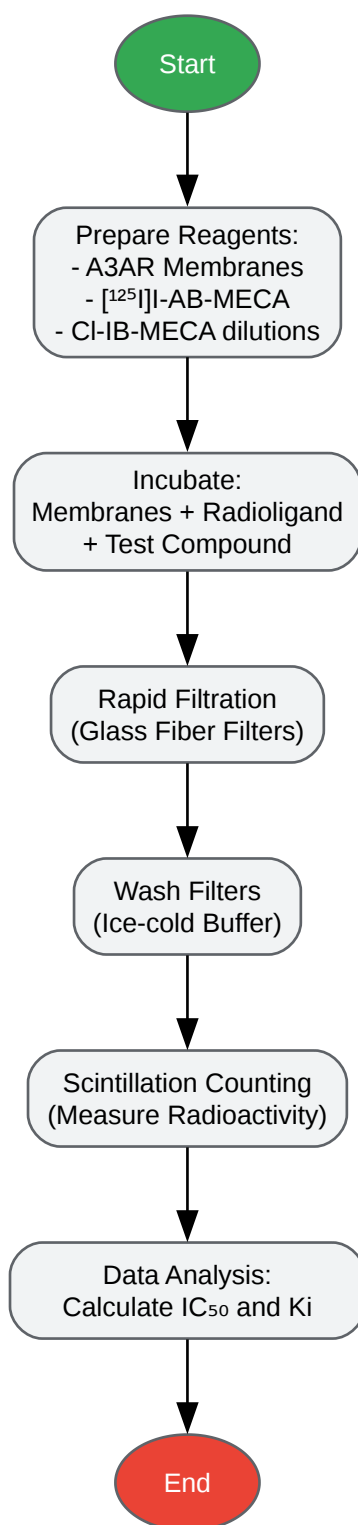 Start
Prepare Reagents:
- A3AR Membranes
- [¹²⁵I]I-AB-MECA
- Cl-IB-MECA dilutions
Incubate:
Membranes + Radioligand
+ Test Compound
Rapid Filtration
(Glass Fiber Filters)
Wash Filters
(Ice-cold Buffer)
Scintillation Counting
(Measure Radioactivity)
Data Analysis:
Calculate IC₅₀ and Ki
End